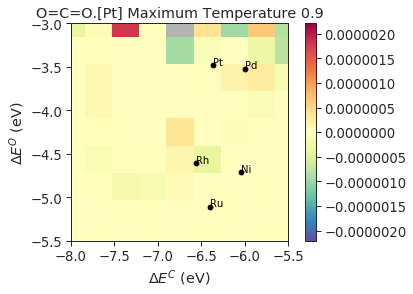 O=C=O.[Pt] Maximum Temperature 0.9
−3.0
−3.5
−4.0
−4.5
−5.0
−5.5
ΔE^O (eV)
Pt
Pd
Rh
Ni
Ru
−8.0 −7.5 −7.0 −6.5 −6.0 −5.5
ΔE^C (eV)
0.0000020
0.0000015
0.0000010
0.0000005
0.0000000
−0.0000005
−0.0000010
−0.0000015
−0.0000020